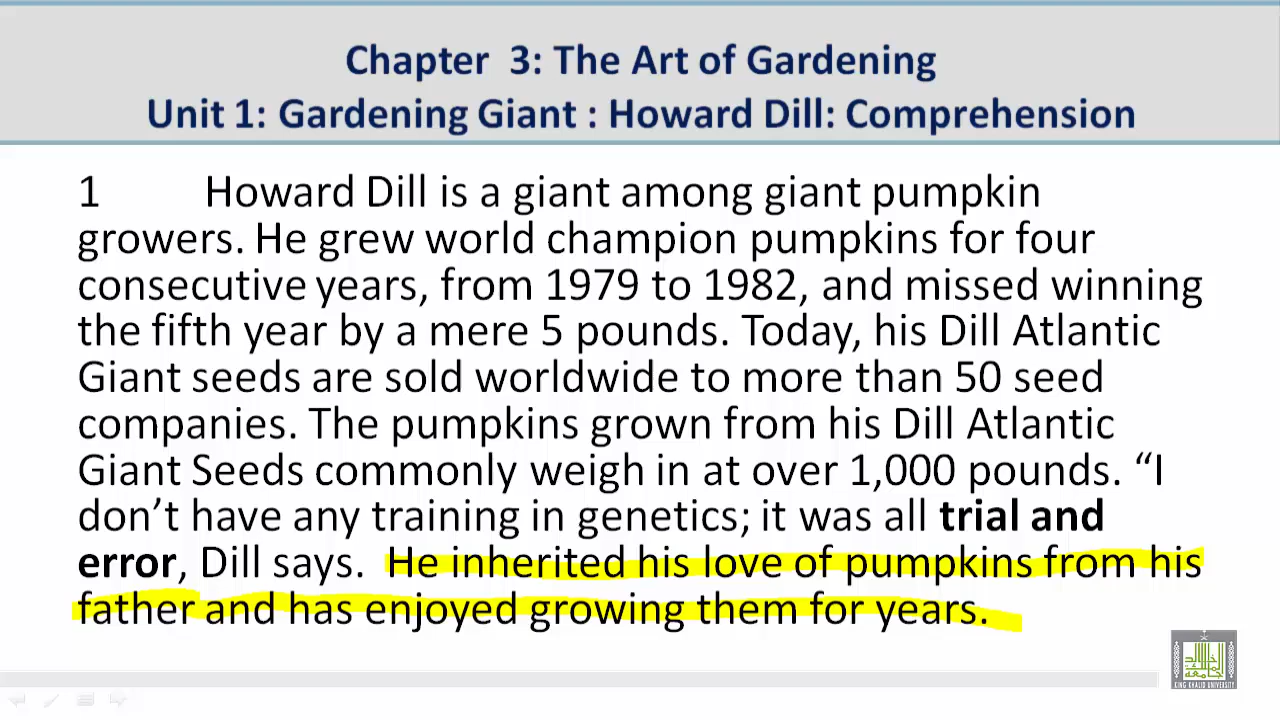 Chapter 3: The Art of Gardening
Unit 1: Gardening Giant : Howard Dill: Comprehension
1 Howard Dill is a giant among giant pumpkin
growers. He grew world champion pumpkins for four
consecutive years, from 1979 to 1982, and missed winning
the fifth year by a mere 5 pounds. Today, his Dill Atlantic
Giant seeds are sold worldwide to more than 50 seed
companies. The pumpkins grown from his Dill Atlantic
Giant Seeds commonly weigh in at over 1,000 pounds. “I
don’t have any training in genetics; it was all trial and
error, Dill says. He inherited his love of pumpkins from his
father and has enjoyed growing them for years.
KING KHALID UNIVERSITY